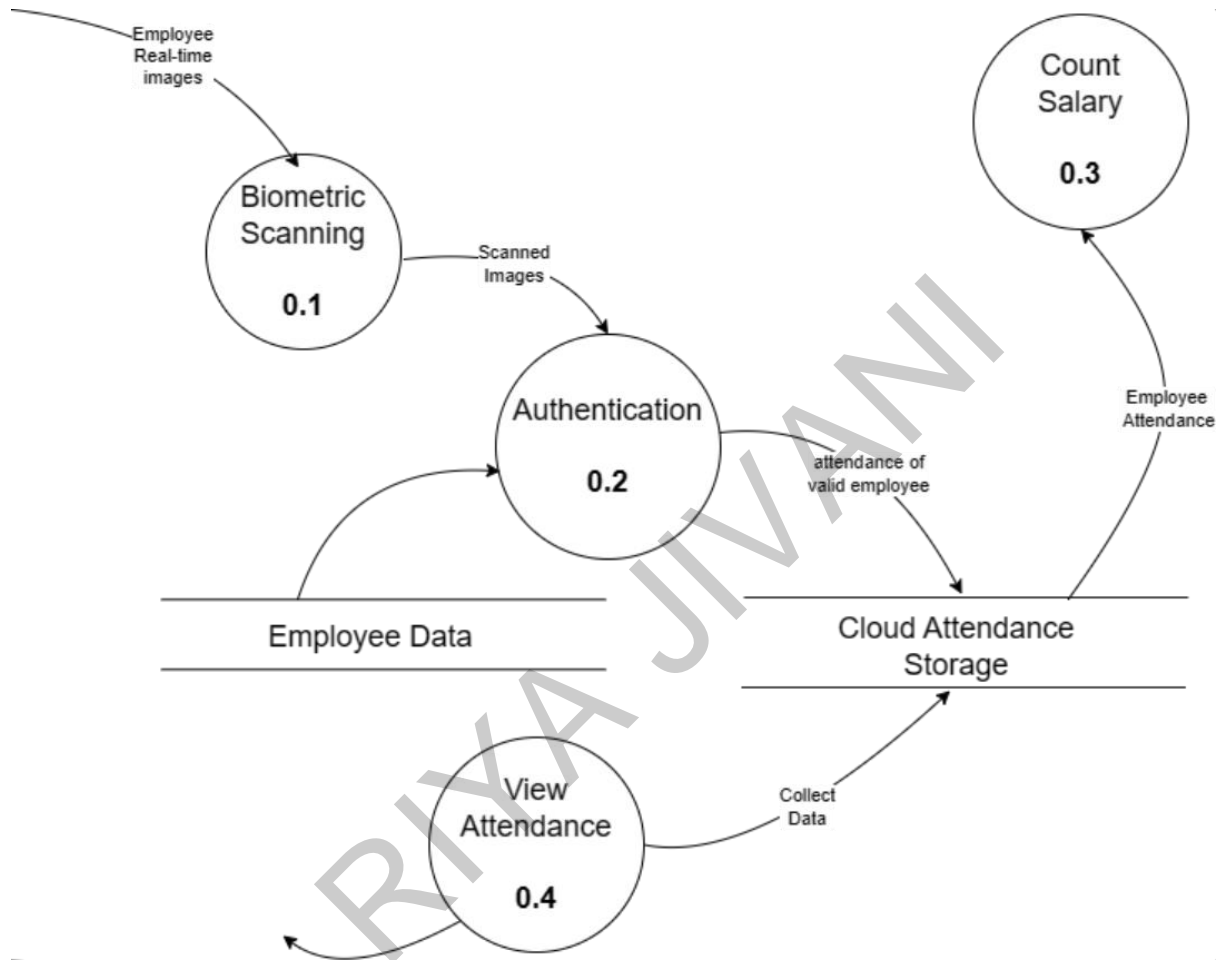 Employee
Real-time
images
Count
Salary
0.3
Biometric
Scanning
0.1
Scanned
Images
Authentication
0.2
Employee
Attendance
attendance of
valid employee
Employee Data
Cloud Attendance
Storage
View
Attendance
0.4
Collect
Data
RIYA JIVANI